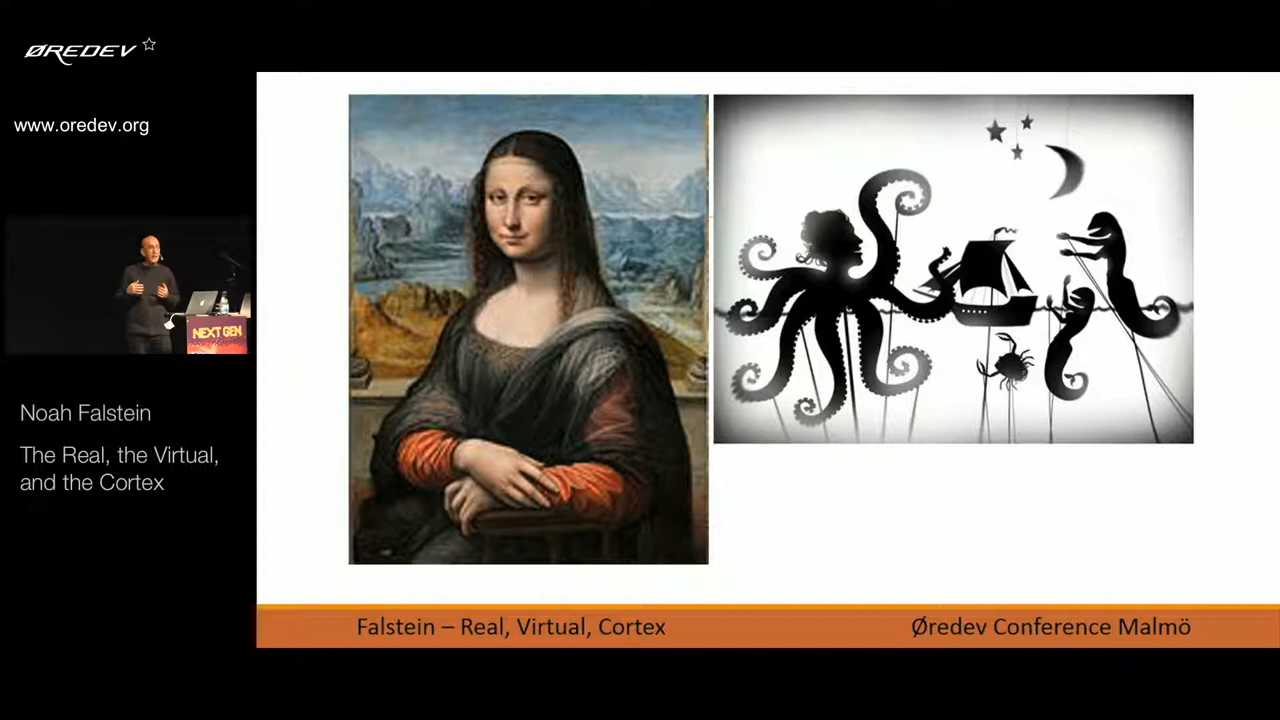 ØREDEV
www.oredev.org
NEXT GEN
Noah Falstein
The Real, the Virtual,
and the Cortex
Falstein – Real, Virtual, Cortex
Øredev Conference Malmö